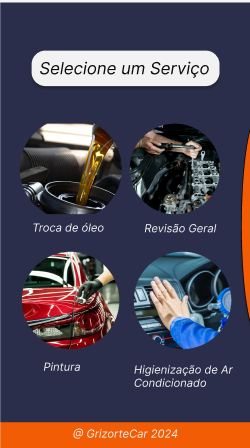 Selecione um Serviço
Troca de óleo
Revisão Geral
Pintura
Higienização de Ar
Condicionado
@ GrizorteCar 2024